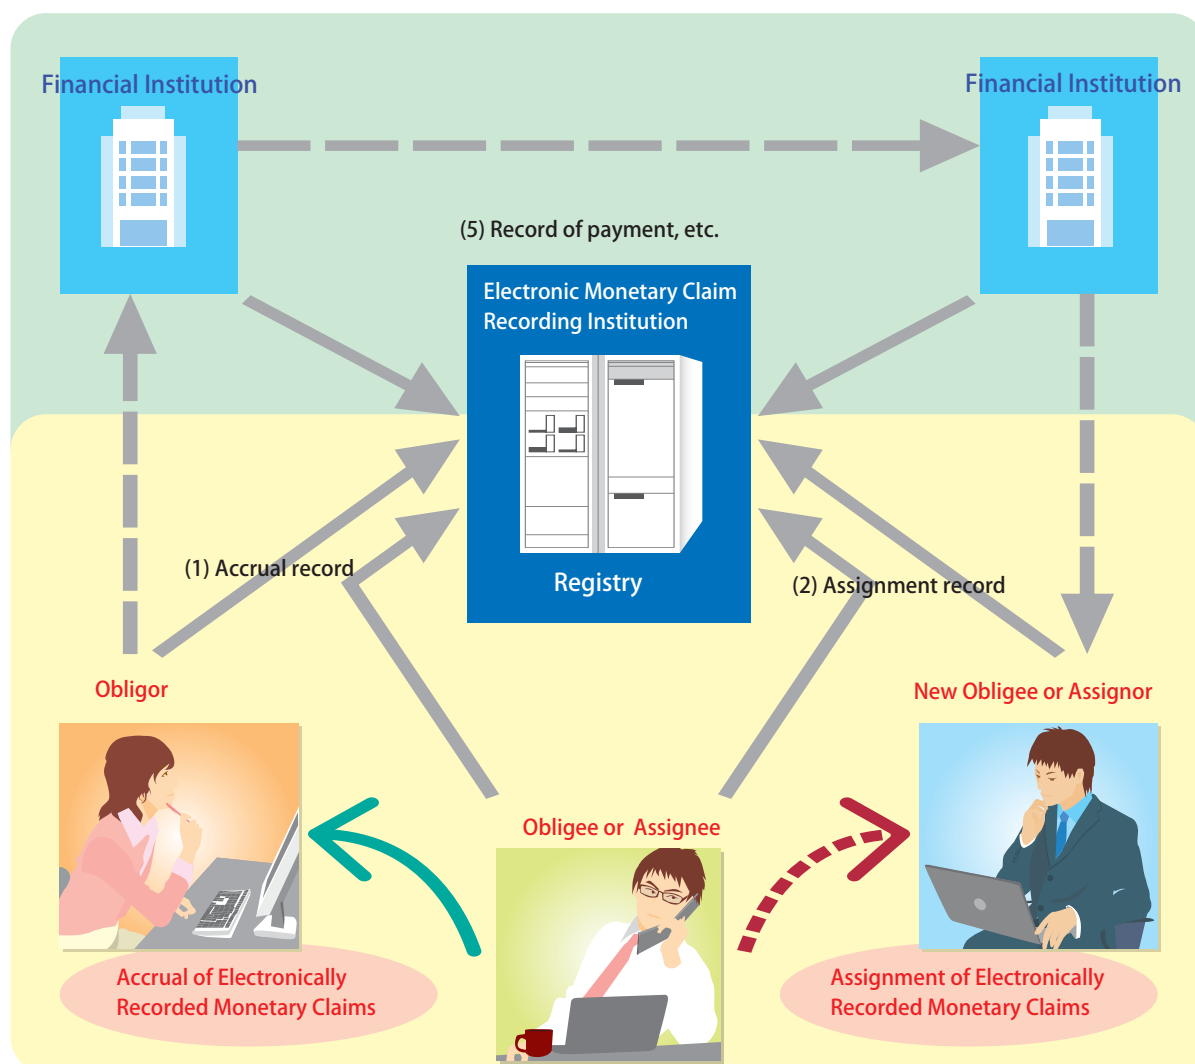 Financial Institution
Financial Institution
(5) Record of payment, etc.
Electronic Monetary Claim
Recording Institution
(1) Accrual record
Registry
(2) Assignment record
Obligor
New Obligee or Assignor
Obligee or Assignee
Accrual of Electronically
Recorded Monetary Claims
Assignment of Electronically
Recorded Monetary Claims